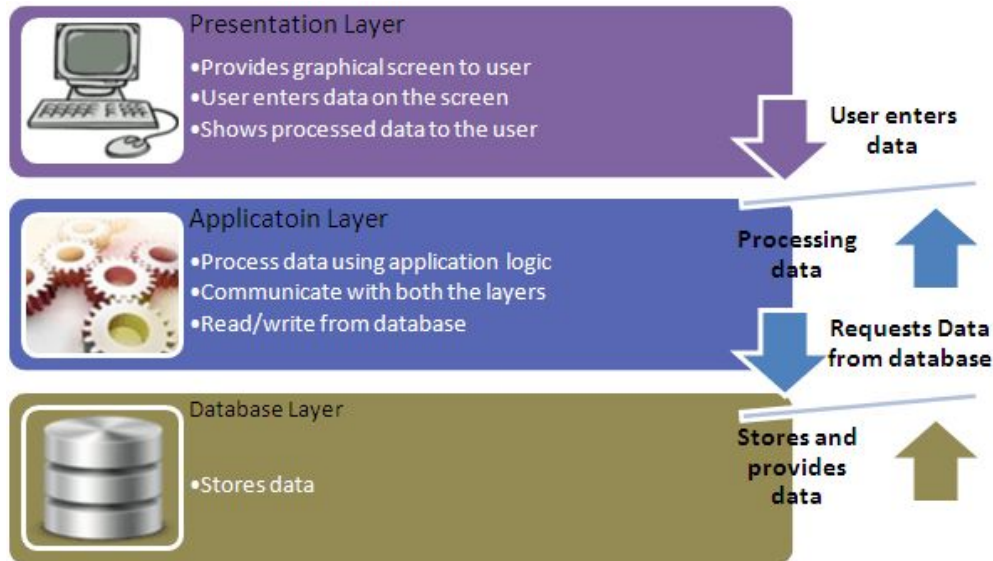 Presentation Layer
•Provides graphical screen to user
•User enters data on the screen
•Shows processed data to the user
User enters
data
Applicatoin Layer
•Process data using application logic
•Communicate with both the layers
•Read/write from database
Processing
data
Requests Data
from database
Database Layer
•Stores data
Stores and
provides
data